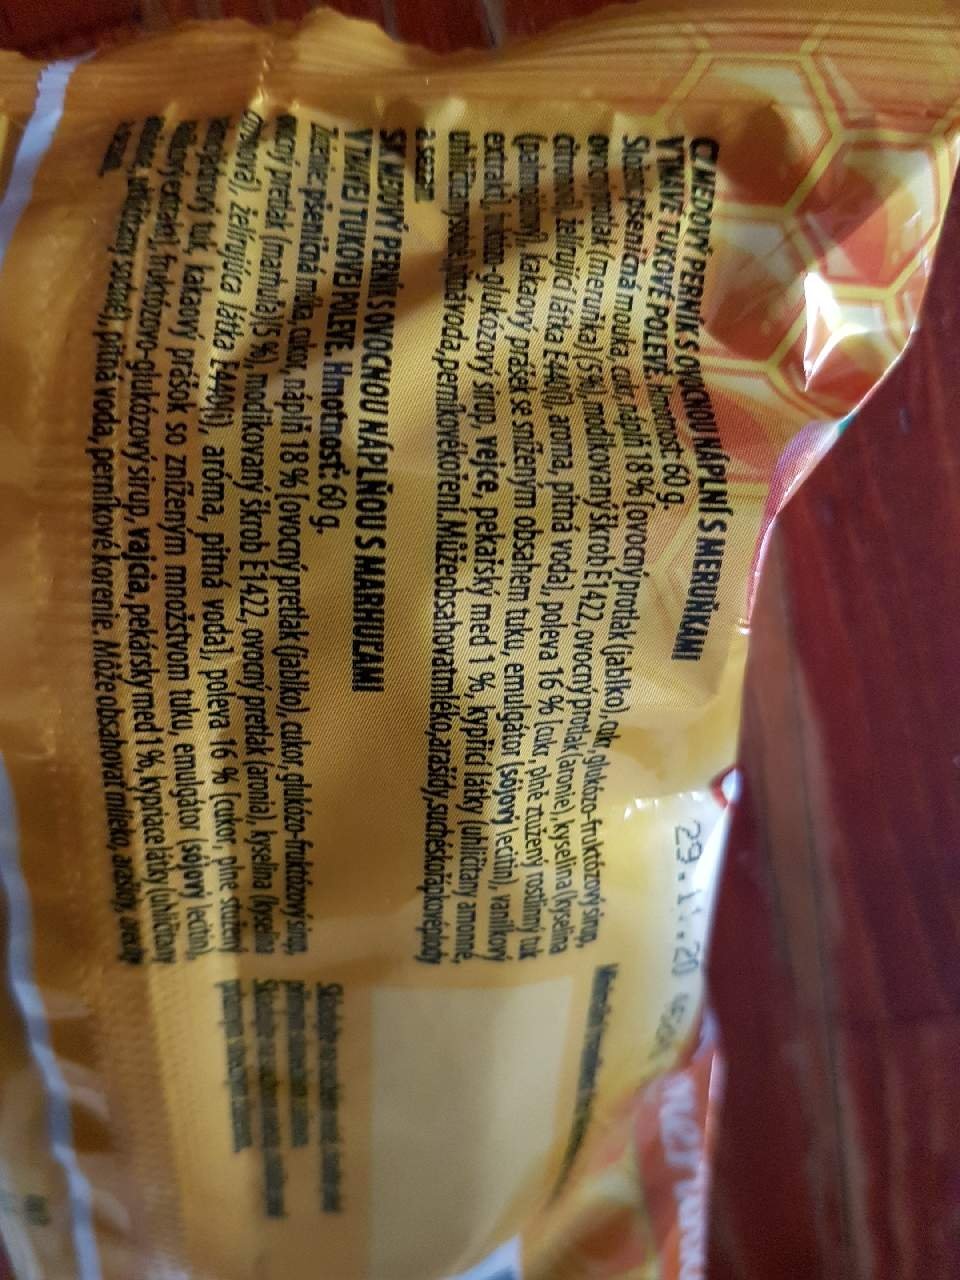 CZ MEDOVÝ PERNÍK S OVOCNOU NÁPLNÍ S MERUŇKAMI
V TMAVÉ TUKOVÉ POLEVĚ. Hmotnost: 60 g.
Složení: pšeničná mouka, cukr, náplň 18 % [ovocný protlak (jablko), cukr, glukózo-fruktózový sirup,
ovocný protlak (meruňka) (5 %), modifikovaný škrob E1422, ovocný protlak (aronie), kyselina (kyselina
citronová), želírující látka E440(i), aroma, pitná voda], poleva 16 % [cukr, plně ztužený rostlinný tuk
(palmojádrový), kakaový prášek se sníženým obsahem tuku, emulgátor (sójový lecitin), vanilkový
extrakt], fruktózo-glukózový sirup, vejce, pekařský med 1 %, kypřicí látky (uhličitany amonné,
uhličitany sodné), pitná voda, perníkové koření. Může obsahovat mléko, arašídy, suché skořápkové plody
a sezam.
SK MEDOVÝ PERNÍK S OVOCNOU NÁPLŇOU S MARHUĽAMI
V TMAVEJ TUKOVEJ POLEVE. Hmotnosť: 60 g.
Zloženie: pšeničná múka, cukor, náplň 18 % [ovocný pretlak (jablko), cukor, glukózo-fruktózový sirup,
ovocný pretlak (marhuľa) (5 %), modifikovaný škrob E1422, ovocný pretlak (aronia), kyselina (kyselina
citrónová), želírujúca látka E440(i), aróma, pitná voda], poleva 16 % [cukor, plne stužený
tuk, kakaový prášok so zníženým množstvom tuku, emulgátor (sójový lecitín),
extrakt], fruktózovo-glukózový sirup, vajcia, pekársky med 1 %, kypriace látky (uhličitany
uhličitany sodné), pitná voda, perníkové korenie. Môže obsahovať mlieko, arašidy, orechy
29.11.20